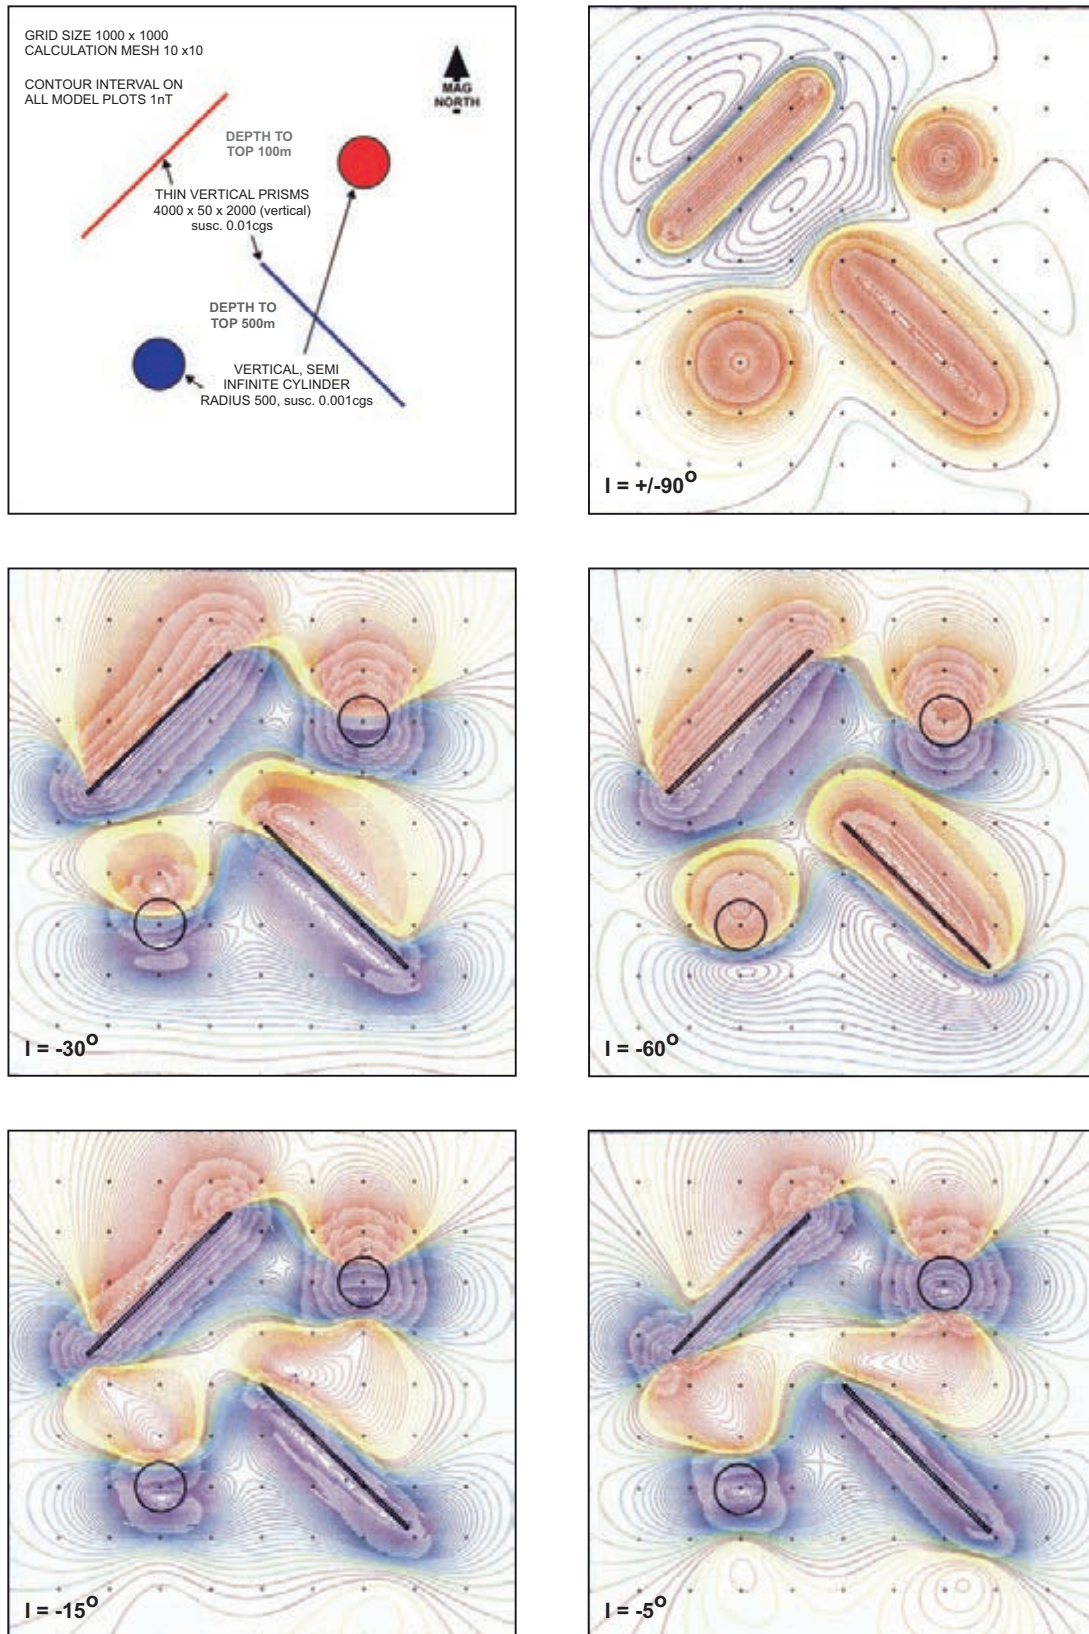 GRID SIZE 1000 x 1000
CALCULATION MESH 10 x10
CONTOUR INTERVAL ON
ALL MODEL PLOTS 1nT
MAG
NORTH
DEPTH TO
TOP 100m
THIN VERTICAL PRISMS
4000 x 50 x 2000 (vertical)
susc. 0.01cgs
DEPTH TO
TOP 500m
VERTICAL, SEMI
INFINITE CYLINDER
RADIUS 500, susc. 0.001cgs
I = +/-90°
I = -30°
I = -60°
I = -15°
I = -5°